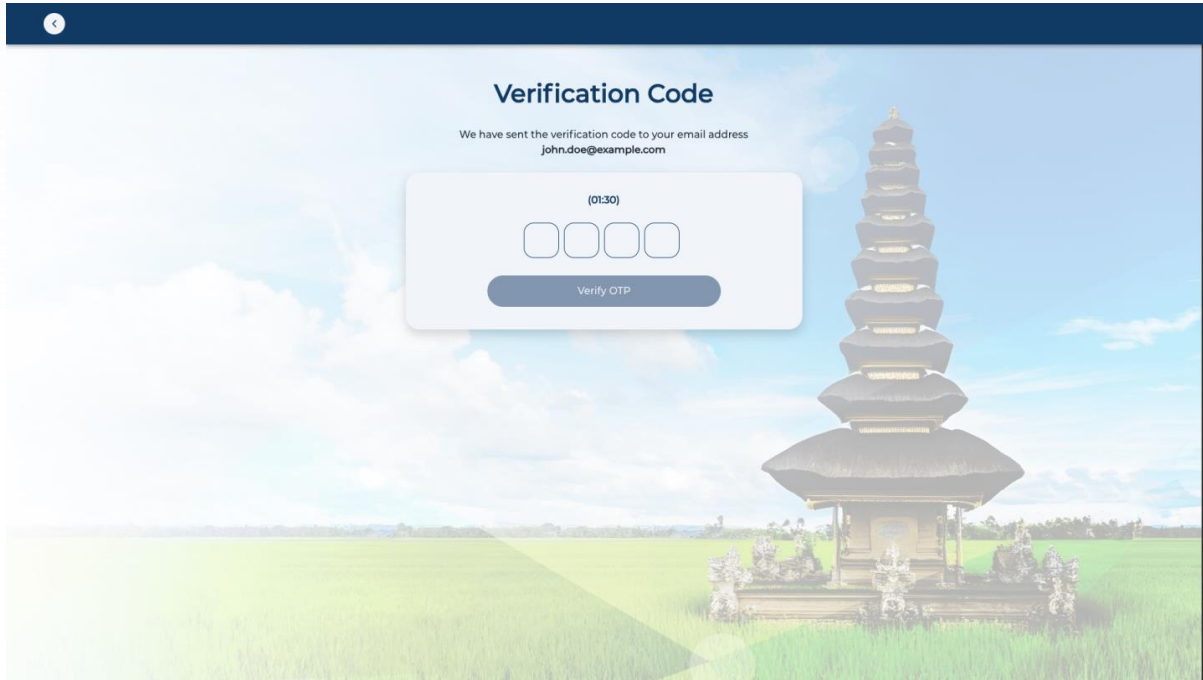 Verification Code
We have sent the verification code to your email address
john.doe@example.com
(01:30)
Verify OTP